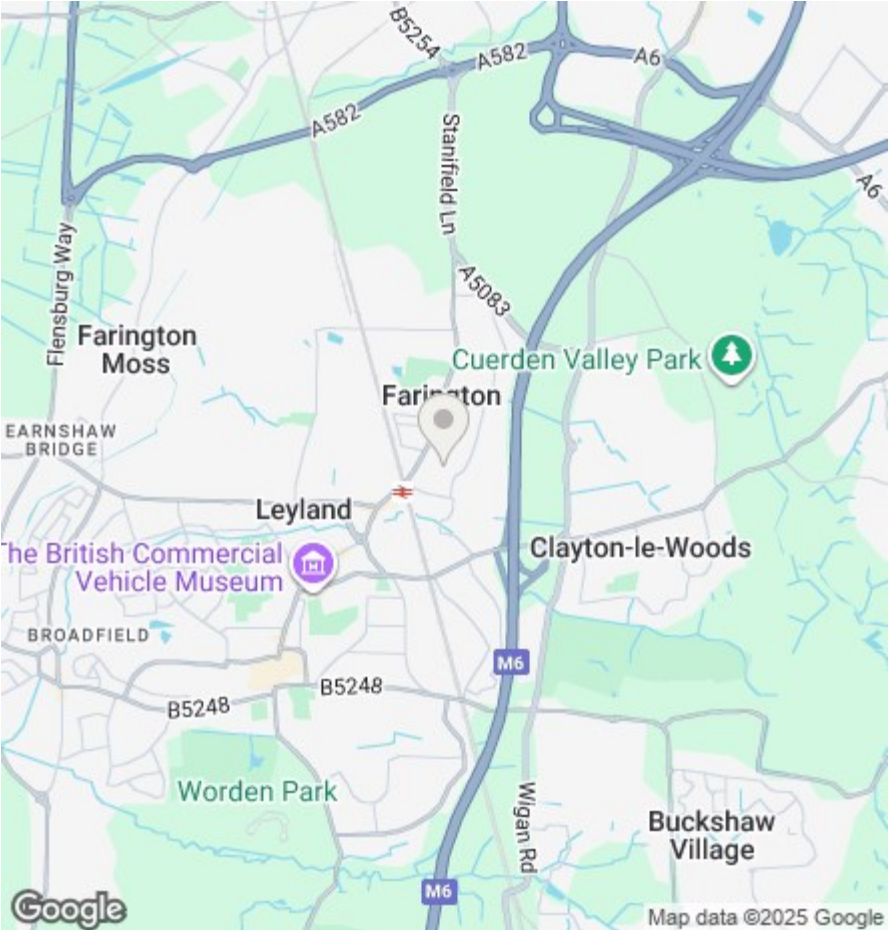 B5254
A582
A6
A582
Stanifield Ln
A6
Flensburg Way
A5083
Farington
Moss
Cuerden Valley Park
Farington
EARNSHAW
BRIDGE
Leyland
The British Commercial
Vehicle Museum
Clayton-le-Woods
BROADFIELD
M6
B5248
B5248
Worden Park
Wigan Rd
Buckshaw
Village
M6
Google
Map data ©2025 Google